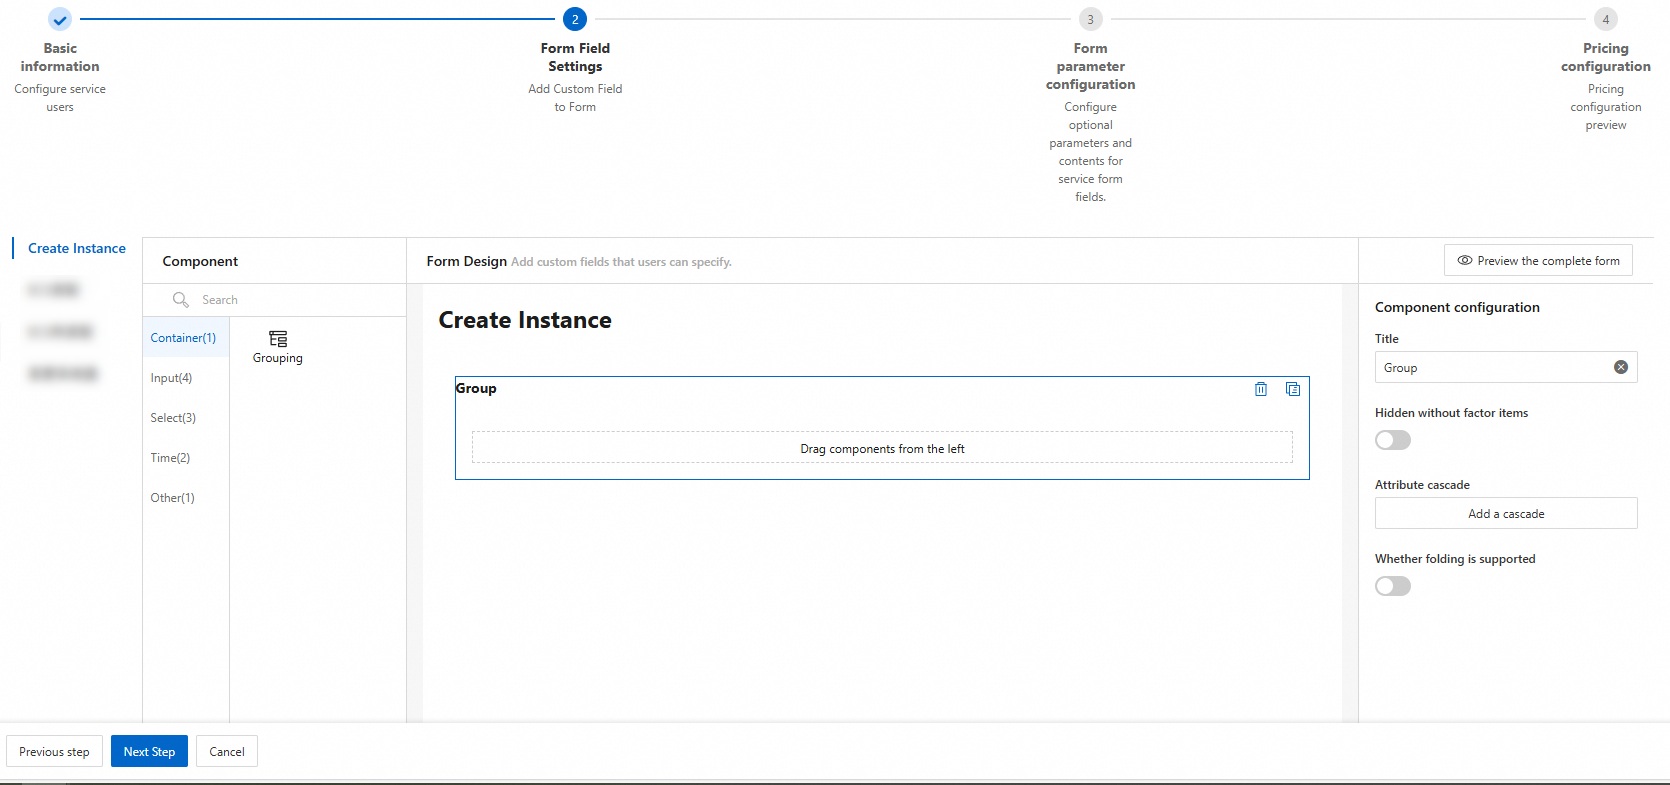 2
3
4
Basic
information
Configure service
users
Form Field
Settings
Add Custom Field
to Form
Form
parameter
configuration
Configure
optional
parameters and
contents for
service form
fields.
Pricing
configuration
Pricing
configuration
preview
Create Instance
Component
Search
Container(1)
Input(4)
Select(3)
Time(2)
Other(1)
Grouping
Form Design Add custom fields that users can specify.
Create Instance
Group
Drag components from the left
Preview the complete form
Component configuration
Title
Group
Hidden without factor items
Attribute cascade
Add a cascade
Whether folding is supported
Previous step
Next Step
Cancel